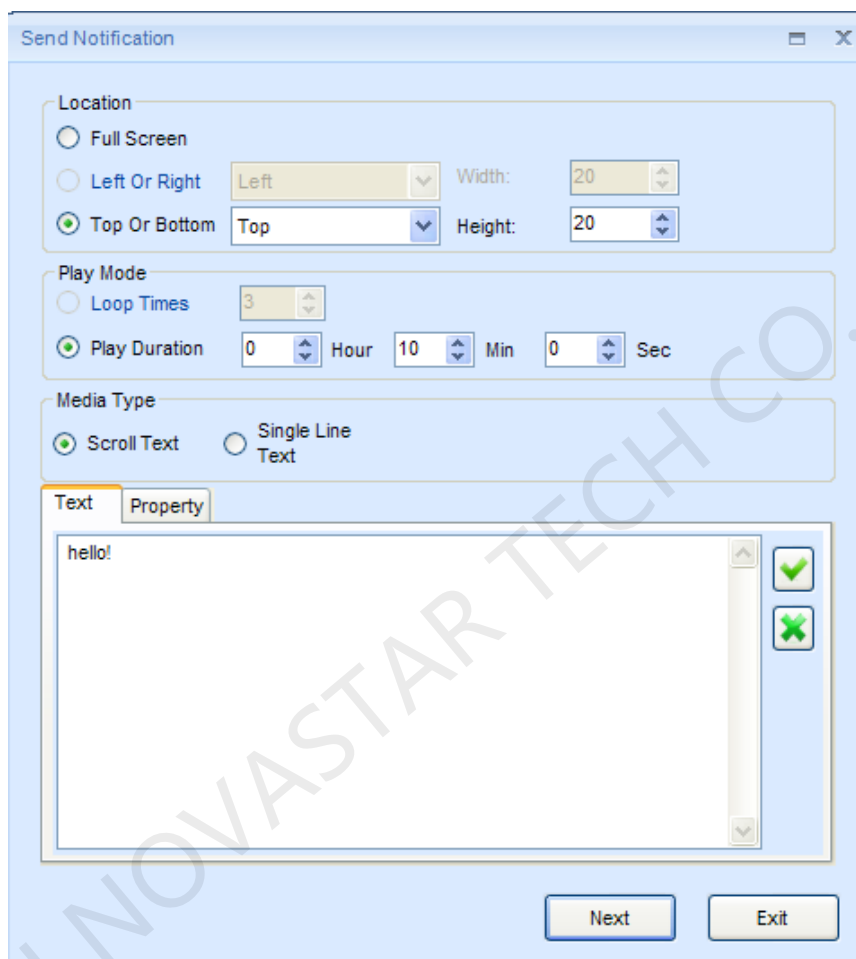 Send Notification
Location
Full Screen
Left Or Right Left Width: 20
Top Or Bottom Top Height: 20
Play Mode
Loop Times 3
Play Duration 0 Hour 10 Min 0 Sec
Media Type
Scroll Text Single Line
Text
Text Property
hello!
Next Exit
NOVASTAR TECH CO.